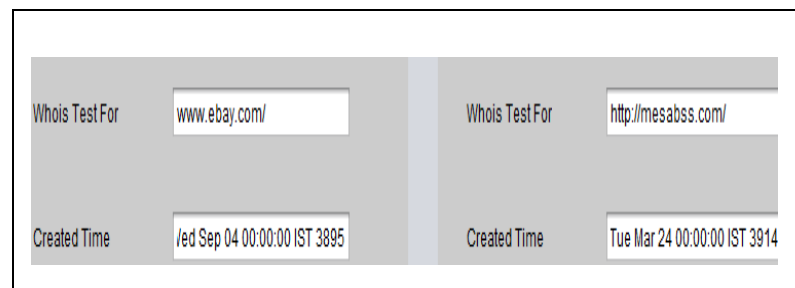 Whois Test For www.ebay.com/ Whois Test For http://mesabss.com/
Created Time Sep 04 00:00:00 IST 3895 Created Time Tue Mar 24 00:00:00 IST 3914